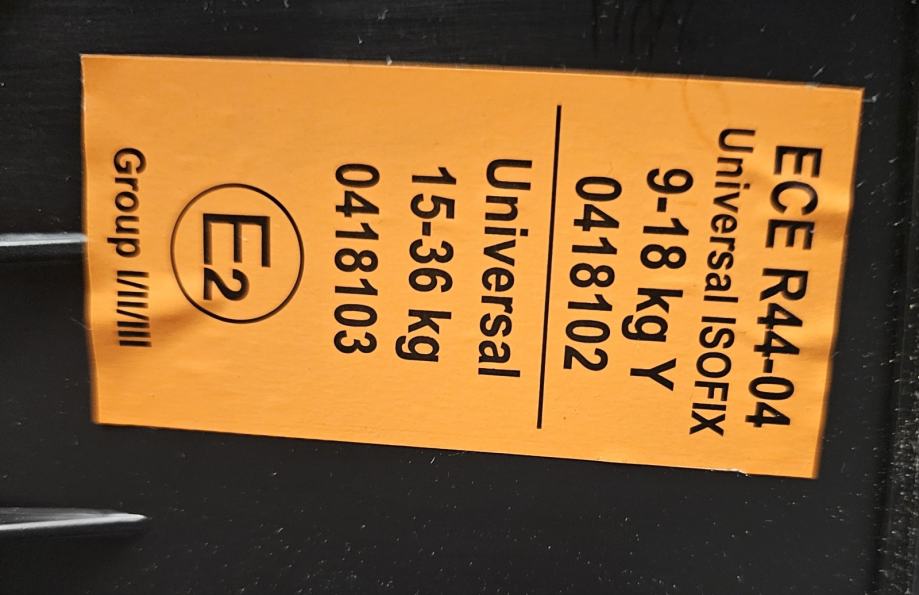 ECE R44-04
Universal ISOFIX
9-18 kg Y
0418102
Universal
15-36 kg
0418103
E2
Group I/II/III